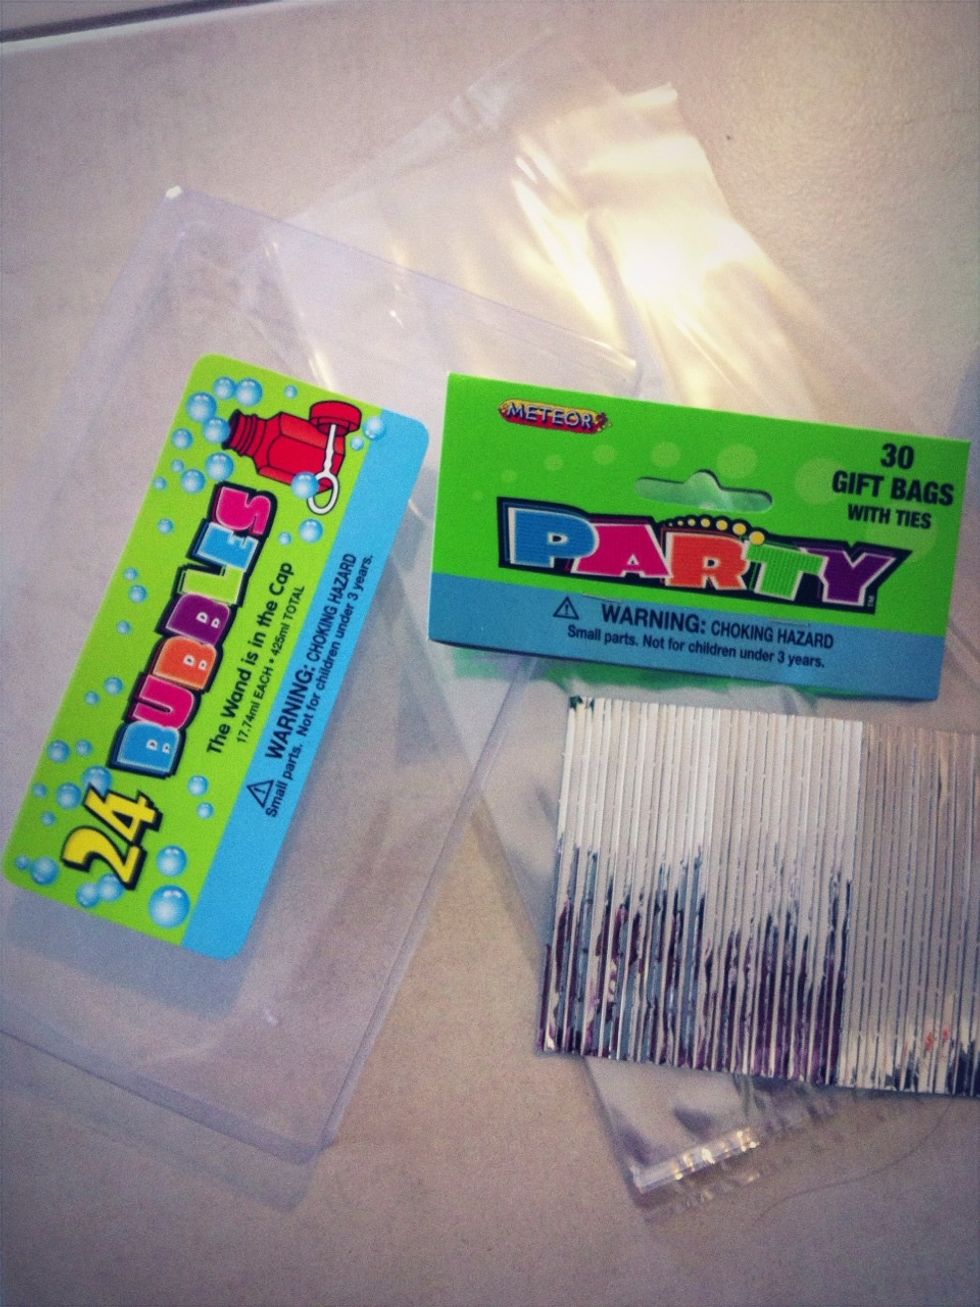 24 BUBBLES
The Wand is in the Cap
17.74ml EACH • 425ml TOTAL
⚠ WARNING: CHOKING HAZARD
Small parts. Not for children under 3 years.
METEOR
30
GIFT BAGS
WITH TIES
PARTY™
⚠ WARNING: CHOKING HAZARD
Small parts. Not for children under 3 years.